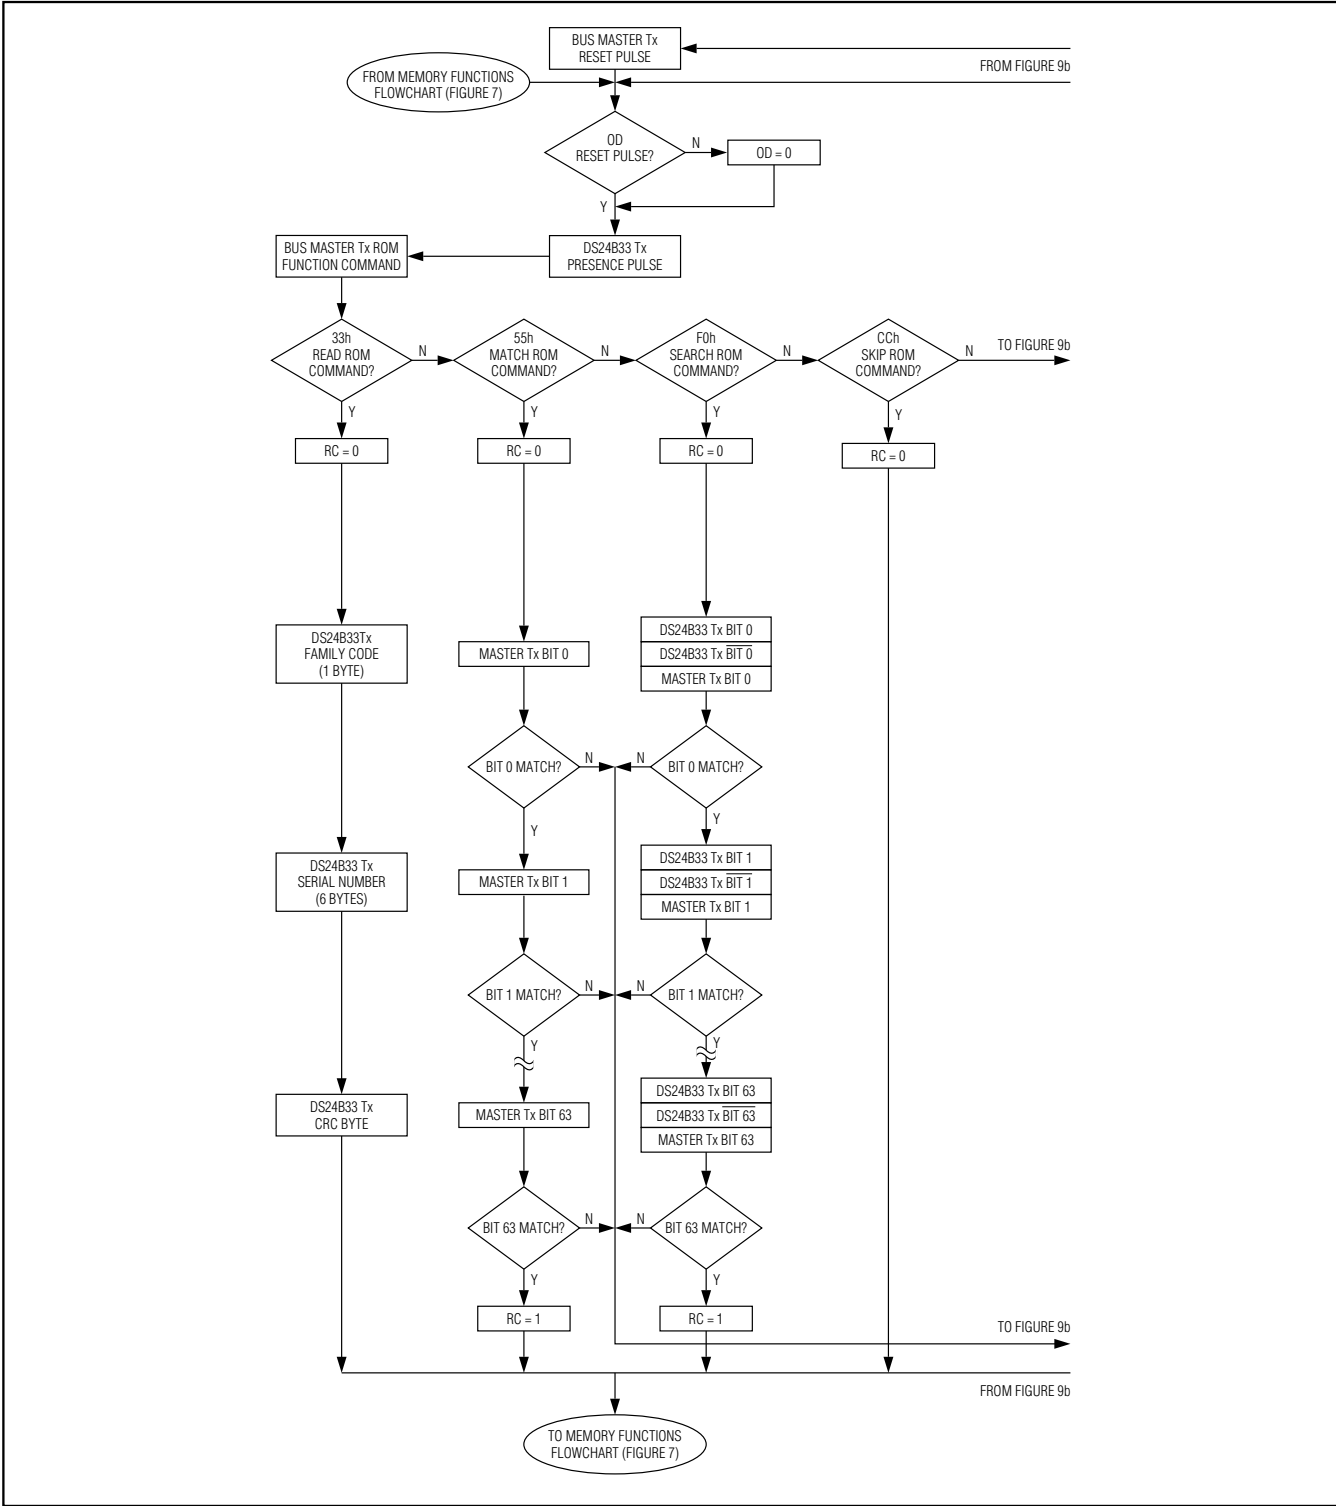 BUS MASTER Tx
RESET PULSE
FROM FIGURE 9b
FROM MEMORY FUNCTIONS
FLOWCHART (FIGURE 7)
OD
RESET PULSE?
N
OD = 0
Y
BUS MASTER Tx ROM
FUNCTION COMMAND
DS24B33 Tx
PRESENCE PULSE
33h
READ ROM
COMMAND?
N
55h
MATCH ROM
COMMAND?
N
F0h
SEARCH ROM
COMMAND?
N
CCh
SKIP ROM
COMMAND?
N
TO FIGURE 9b
Y
Y
Y
Y
RC = 0
RC = 0
RC = 0
RC = 0
DS24B33Tx
FAMILY CODE
(1 BYTE)
MASTER Tx BIT 0
DS24B33 Tx BIT 0
DS24B33 Tx B̅I̅T̅ ̅0̅
MASTER Tx BIT 0
BIT 0 MATCH?
N
N
BIT 0 MATCH?
Y
Y
DS24B33 Tx
SERIAL NUMBER
(6 BYTES)
MASTER Tx BIT 1
DS24B33 Tx BIT 1
DS24B33 Tx B̅I̅T̅ ̅1̅
MASTER Tx BIT 1
BIT 1 MATCH?
N
N
BIT 1 MATCH?
Y
Y
DS24B33 Tx
CRC BYTE
MASTER Tx BIT 63
DS24B33 Tx BIT 63
DS24B33 Tx B̅I̅T̅ ̅6̅3̅
MASTER Tx BIT 63
BIT 63 MATCH?
N
N
BIT 63 MATCH?
Y
Y
RC = 1
RC = 1
TO FIGURE 9b
FROM FIGURE 9b
TO MEMORY FUNCTIONS
FLOWCHART (FIGURE 7)